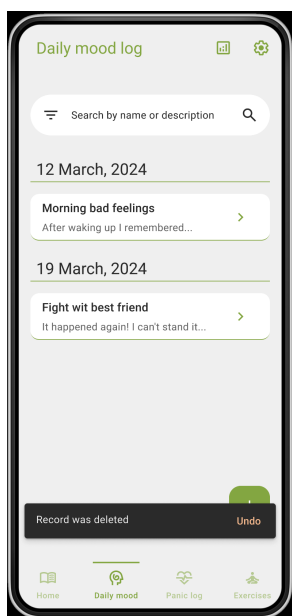 Daily mood log
Search by name or description
12 March, 2024
Morning bad feelings
After waking up I remembered...
19 March, 2024
Fight wit best friend
It happened again! I can't stand it...
Record was deleted
Undo
Home
Daily mood
Panic log
Exercises